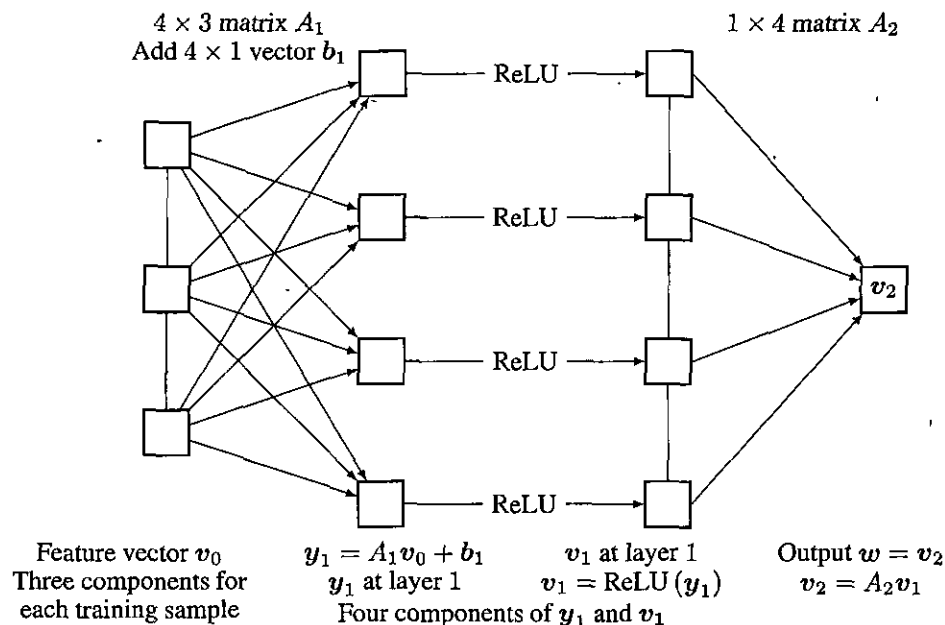 4 × 3 matrix A₁
Add 4 × 1 vector b₁
1 × 4 matrix A₂
ReLU
ReLU
v₂
ReLU
ReLU
Feature vector v₀
Three components for
each training sample
y₁ = A₁v₀ + b₁
y₁ at layer 1
v₁ at layer 1
v₁ = ReLU (y₁)
Four components of y₁ and v₁
Output w = v₂
v₂ = A₂v₁